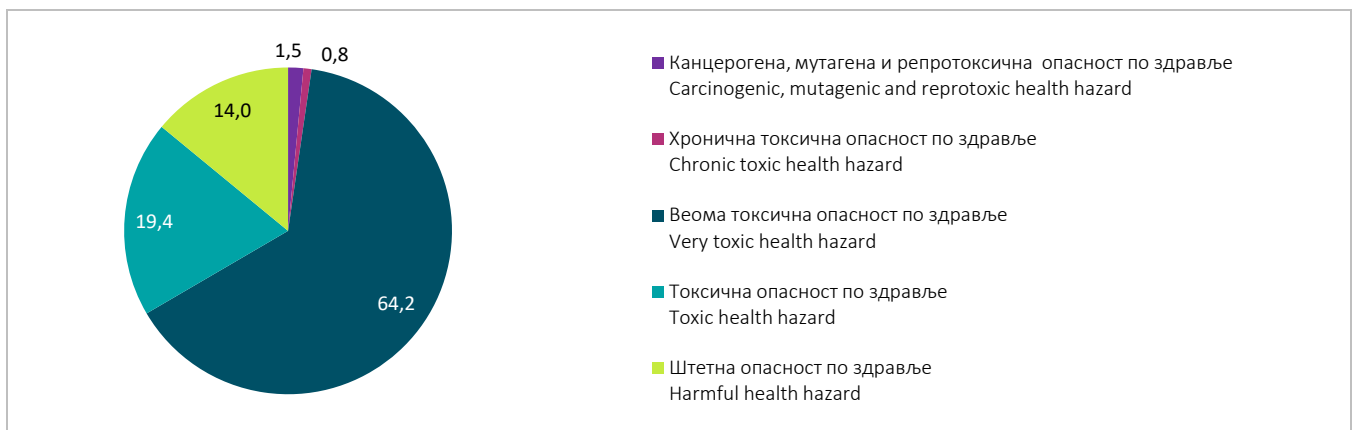 1,5
0,8
14,0
19,4
64,2
Канцерогена, мутагена и репротоксична опасност по здравље
Carcinogenic, mutagenic and reprotoxic health hazard
Хронична токсична опасност по здравље
Chronic toxic health hazard
Веома токсична опасност по здравље
Very toxic health hazard
Токсична опасност по здравље
Toxic health hazard
Штетна опасност по здравље
Harmful health hazard